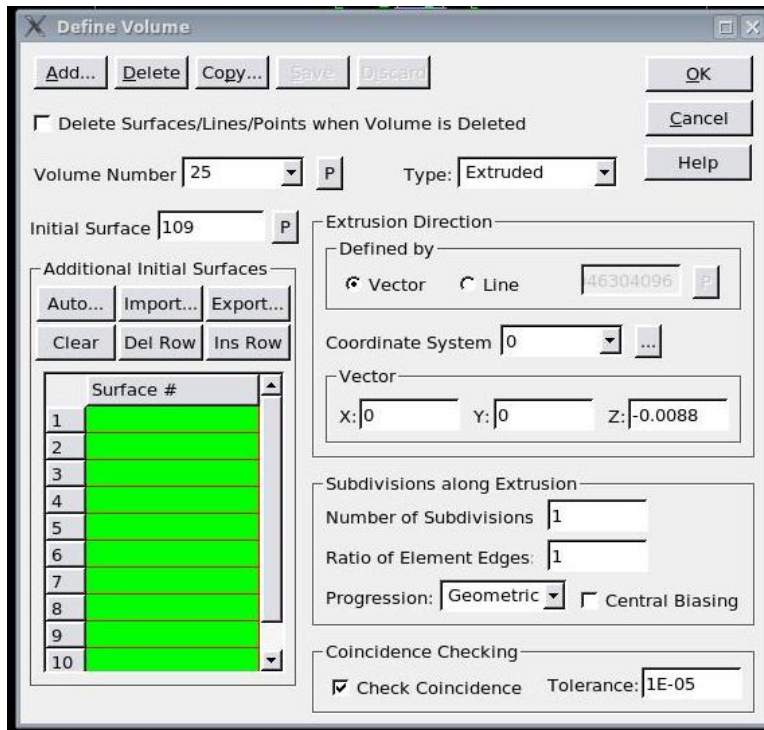 Define Volume
Add... Delete Copy... Save Discard OK
Delete Surfaces/Lines/Points when Volume is Deleted Cancel
Volume Number 25 P Type: Extruded Help
Initial Surface 109 P
Additional Initial Surfaces
Auto... Import... Export...
Clear Del Row Ins Row
Surface #
1
2
3
4
5
6
7
8
9
10
Extrusion Direction
Defined by
Vector Line 046304096 P
Coordinate System 0 ...
Vector
X: 0 Y: 0 Z: -0.0088
Subdivisions along Extrusion
Number of Subdivisions 1
Ratio of Element Edges: 1
Progression: Geometric Central Biasing
Coincidence Checking
Check Coincidence Tolerance: 1E-05